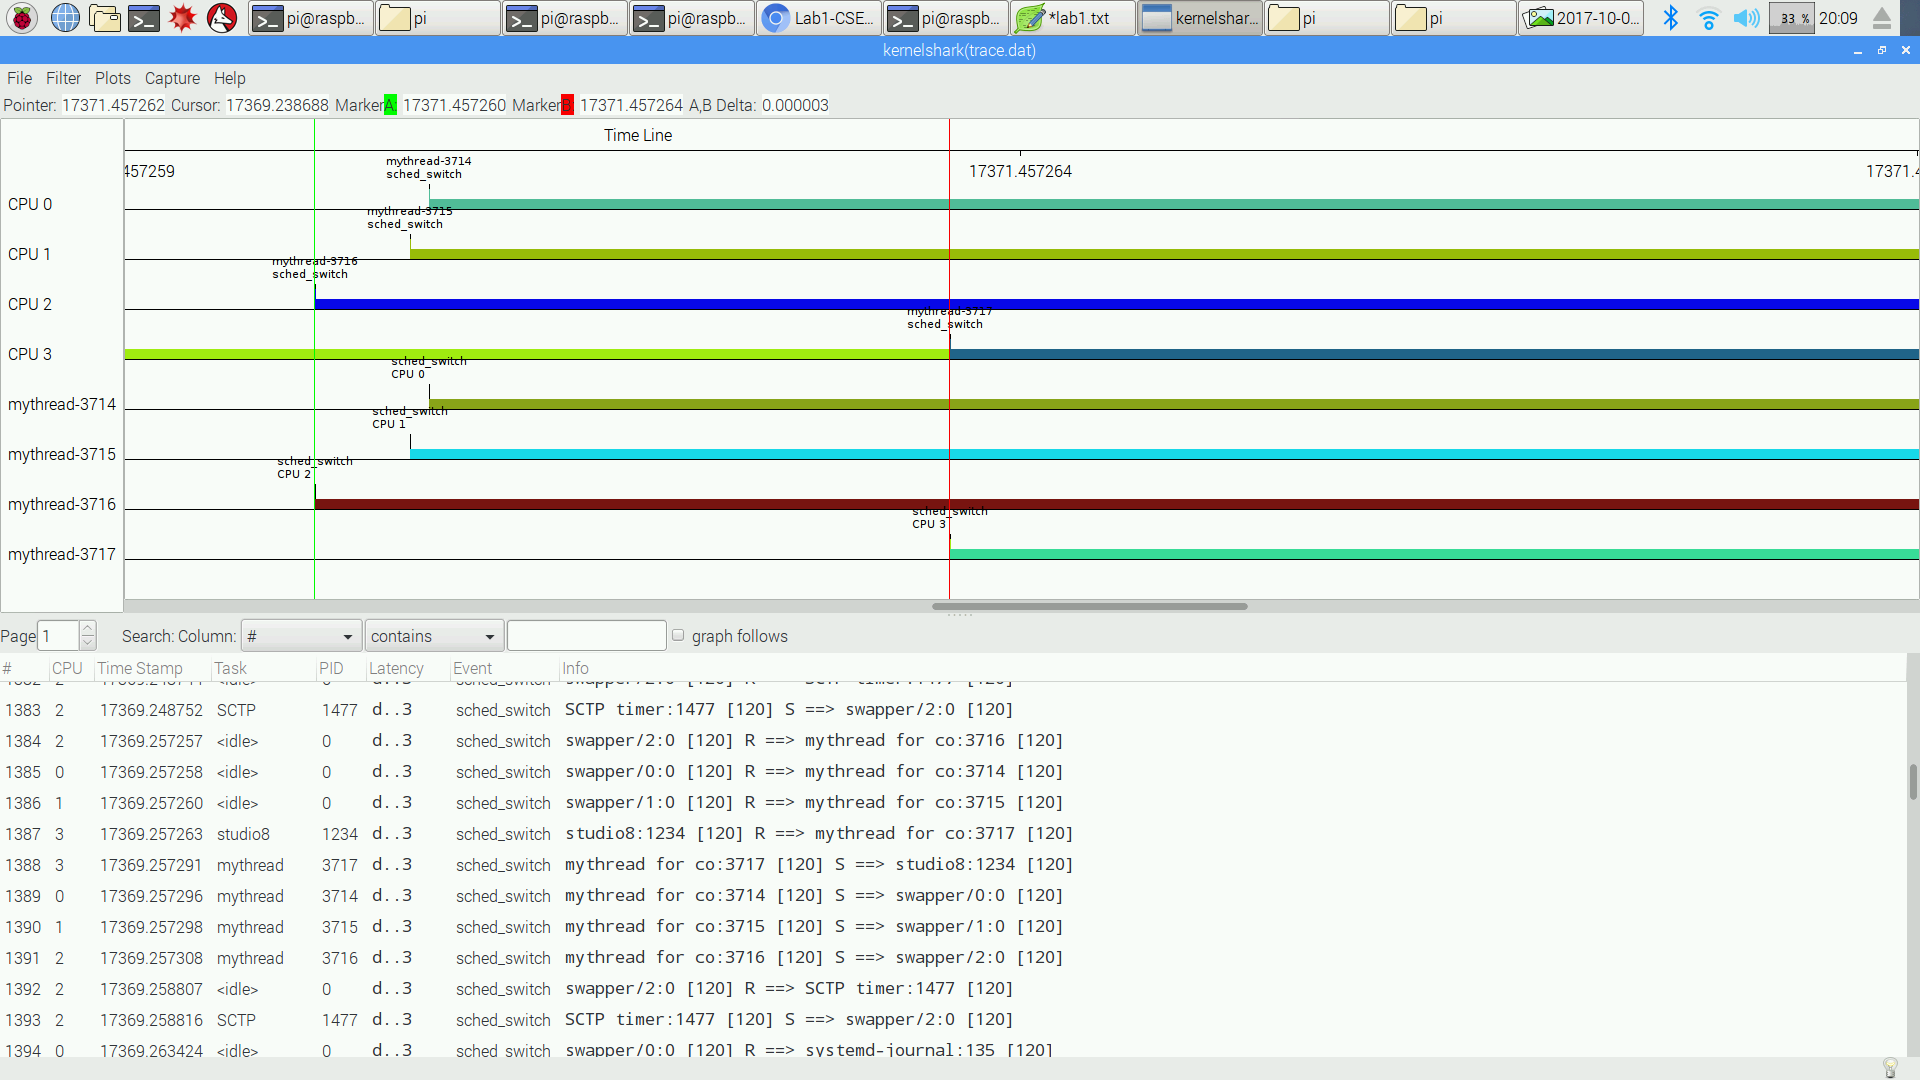 pi@raspb... pi pi@raspb... pi@raspb... Lab1-CSE... pi@raspb... *lab1.txt kernelshar... pi pi 2017-10-0... 33 % 20:09
kernelshark(trace.dat)
File Filter Plots Capture Help
Pointer: 17371.457262 Cursor: 17369.238688 Marker A: 17371.457260 Marker B: 17371.457264 A,B Delta: 0.000003
Time Line
457259 17371.457264 17371.4
mythread-3714
sched_switch
CPU 0
mythread-3715
sched_switch
CPU 1
mythread-3716
sched_switch
CPU 2
mythread-3717
sched_switch
CPU 3
sched_switch
CPU 0
mythread-3714
sched_switch
CPU 1
mythread-3715
sched_switch
CPU 2
mythread-3716
sched_switch
CPU 3
mythread-3717
Page 1 Search: Column: # contains graph follows
# CPU Time Stamp Task PID Latency Event Info
1382 2 17369.248744 <idle> 0 d..3 sched_switch swapper/2:0 [120] R ==> SCTP timer:1477 [120]
1383 2 17369.248752 SCTP 1477 d..3 sched_switch SCTP timer:1477 [120] S ==> swapper/2:0 [120]
1384 2 17369.257257 <idle> 0 d..3 sched_switch swapper/2:0 [120] R ==> mythread for co:3716 [120]
1385 0 17369.257258 <idle> 0 d..3 sched_switch swapper/0:0 [120] R ==> mythread for co:3714 [120]
1386 1 17369.257260 <idle> 0 d..3 sched_switch swapper/1:0 [120] R ==> mythread for co:3715 [120]
1387 3 17369.257263 studio8 1234 d..3 sched_switch studio8:1234 [120] R ==> mythread for co:3717 [120]
1388 3 17369.257291 mythread 3717 d..3 sched_switch mythread for co:3717 [120] S ==> studio8:1234 [120]
1389 0 17369.257296 mythread 3714 d..3 sched_switch mythread for co:3714 [120] S ==> swapper/0:0 [120]
1390 1 17369.257298 mythread 3715 d..3 sched_switch mythread for co:3715 [120] S ==> swapper/1:0 [120]
1391 2 17369.257308 mythread 3716 d..3 sched_switch mythread for co:3716 [120] S ==> swapper/2:0 [120]
1392 2 17369.258807 <idle> 0 d..3 sched_switch swapper/2:0 [120] R ==> SCTP timer:1477 [120]
1393 2 17369.258816 SCTP 1477 d..3 sched_switch SCTP timer:1477 [120] S ==> swapper/2:0 [120]
1394 0 17369.263424 <idle> 0 d..3 sched_switch swapper/0:0 [120] R ==> systemd-journal:135 [120]